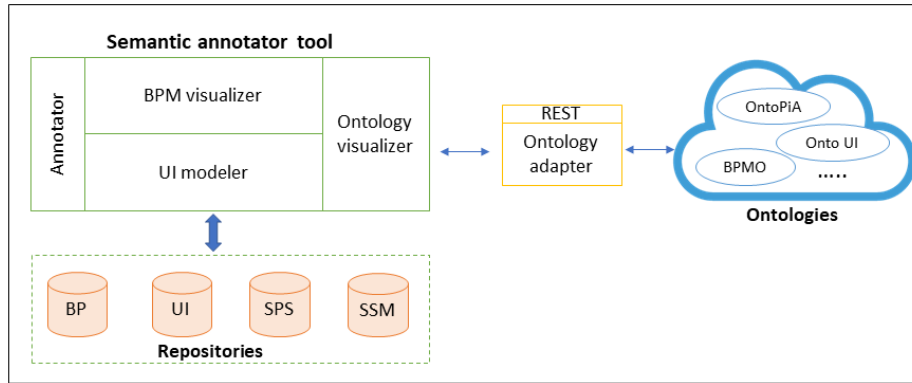 Semantic annotator tool
Annotator
BPM visualizer
UI modeler
Ontology
visualizer
REST
Ontology
adapter
OntoPiA
Onto UI
BPMO
.....
Ontologies
BP
UI
SPS
SSM
Repositories